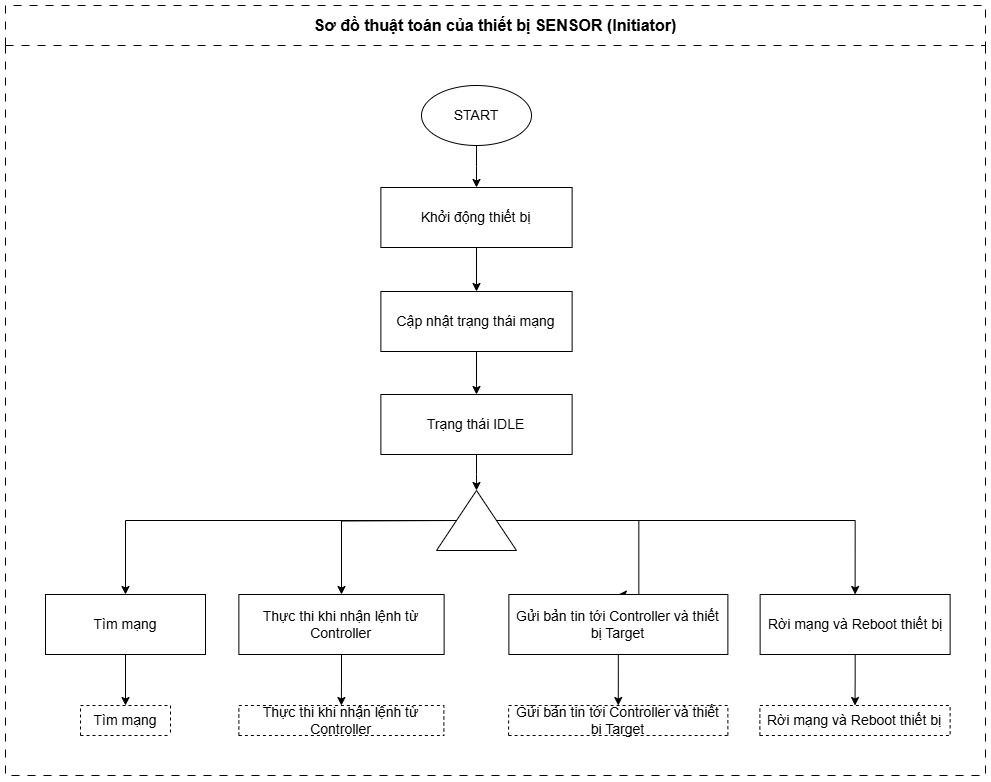 Sơ đồ thuật toán của thiết bị SENSOR (Initiator)
START
Khởi động thiết bị
Cập nhật trạng thái mạng
Trạng thái IDLE
Tìm mạng
Thực thi khi nhận lệnh từ
Controller
Gửi bản tin tới Controller và thiết
bị Target
Rời mạng và Reboot thiết bị
Tìm mạng
Thực thi khi nhận lệnh từ
Controller
Gửi bản tin tới Controller và thiết
bị Target
Rời mạng và Reboot thiết bị